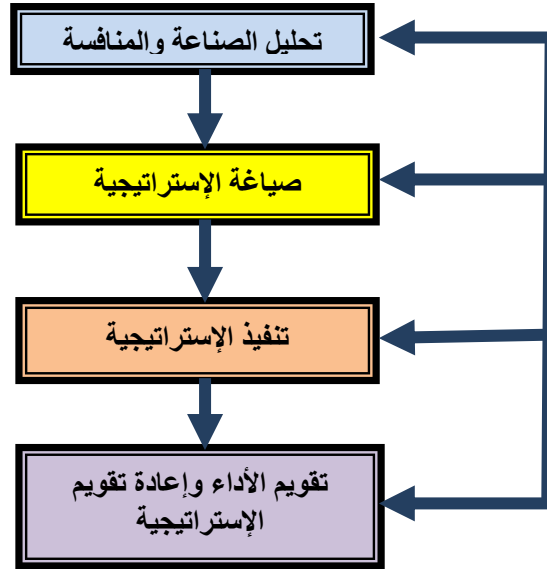 تحليل الصناعة والمنافسة
صياغة الإستراتيجية
تنفيذ الإستراتيجية
تقويم الأداء وإعادة تقويم
الإستراتيجية